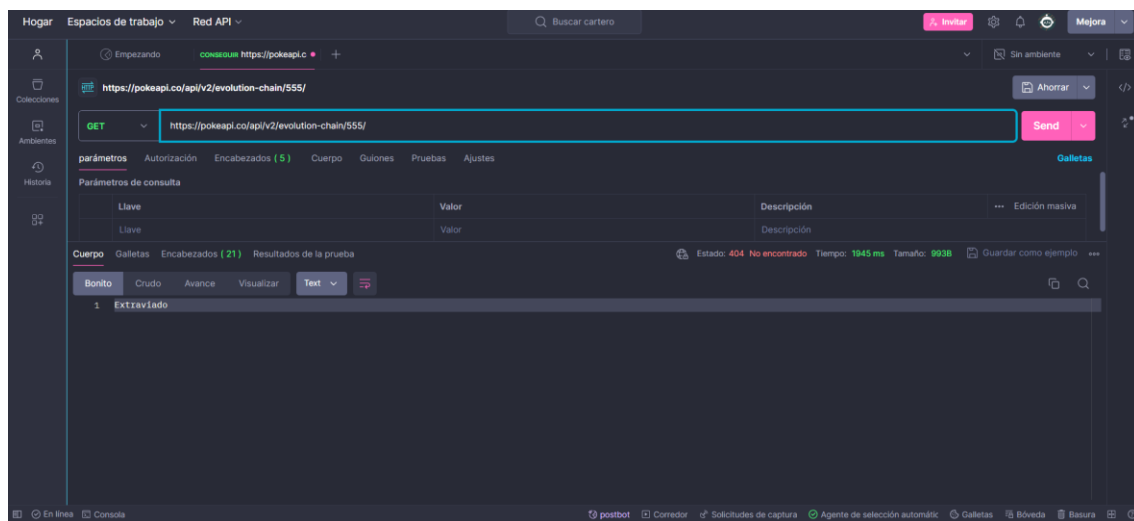 Hogar Espacios de trabajo Red API Buscar cartero Invitar Mejora
Empezando CONSEGUIR https://pokeapi.c Sin ambiente
Colecciones
Ambientes
Historia
HTTP https://pokeapi.co/api/v2/evolution-chain/555/ Ahorrar
GET https://pokeapi.co/api/v2/evolution-chain/555/ Send
parámetros Autorización Encabezados ( 5 ) Cuerpo Guiones Pruebas Ajustes Galletas
Parámetros de consulta
Llave Valor Descripción ••• Edición masiva
Llave Valor Descripción
Cuerpo Galletas Encabezados ( 21 ) Resultados de la prueba Estado: 404 No encontrado Tiempo: 1945 ms Tamaño: 993B Guardar como ejemplo •••
Bonito Crudo Avance Visualizar Text
1 Extraviado
En línea Consola postbot Corredor Solicitudes de captura Agente de selección automátic Galletas Bóveda Basura